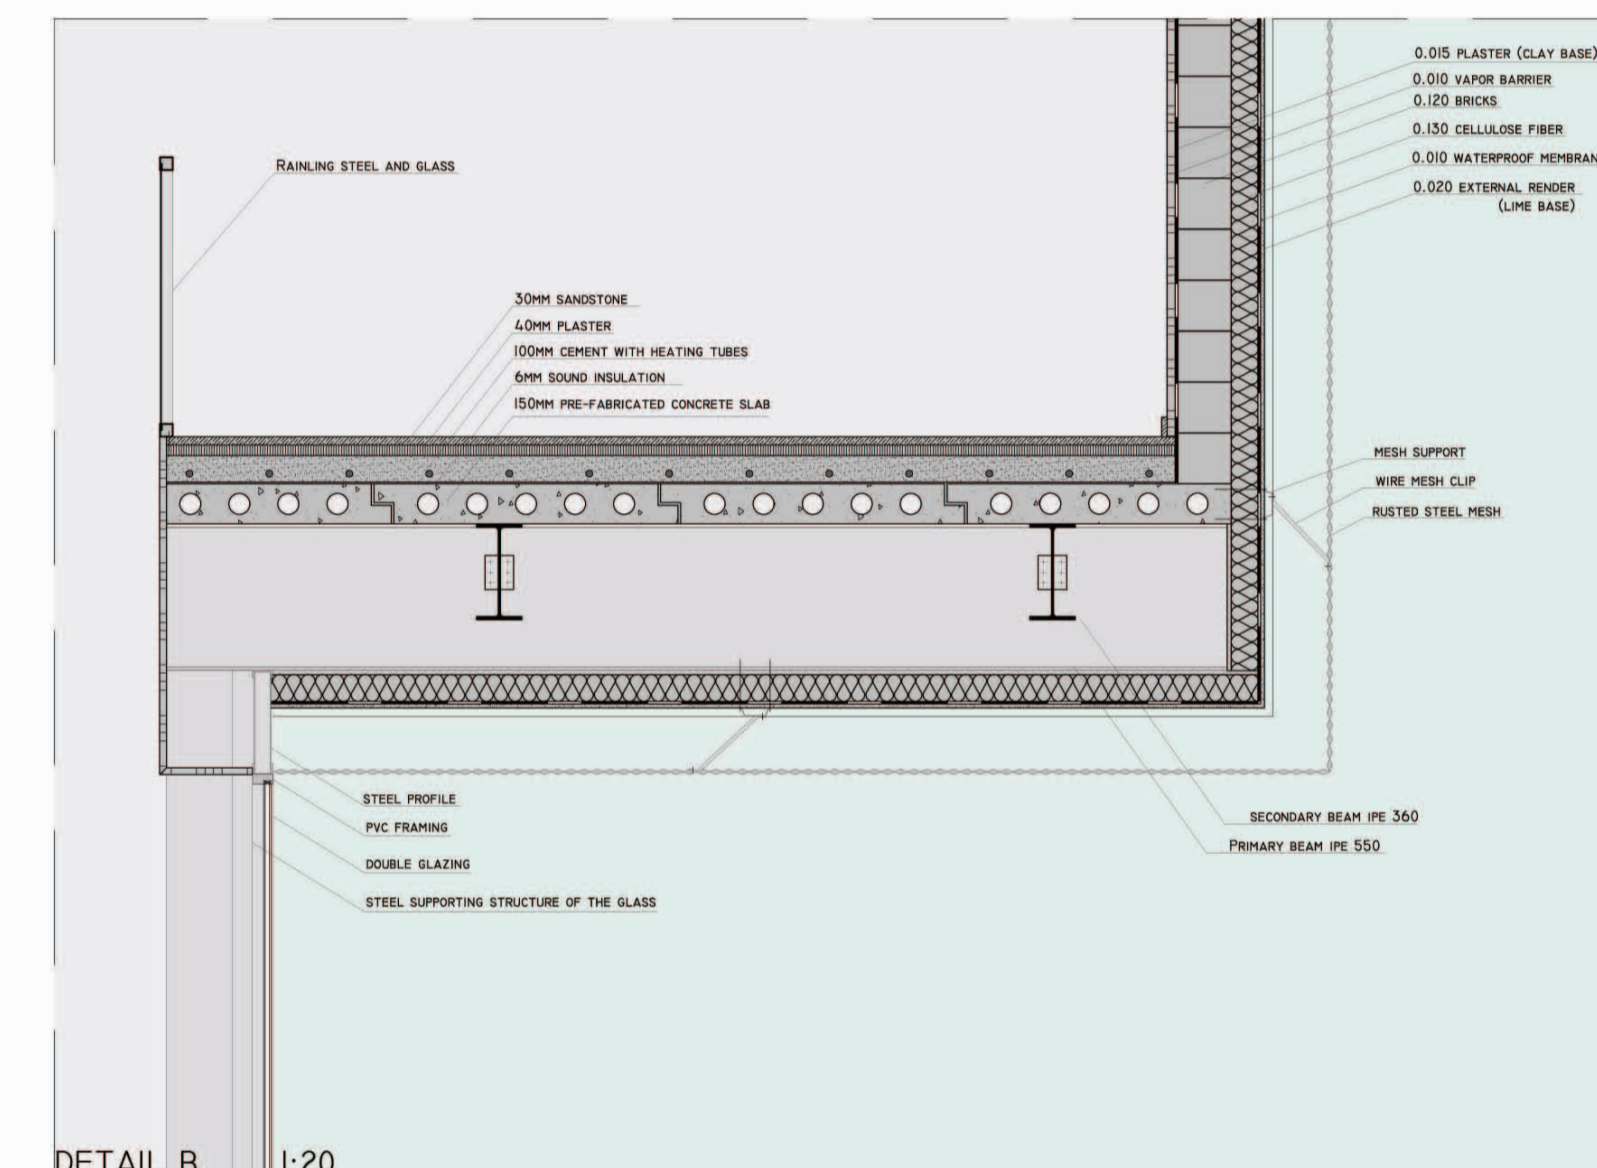 0.015 PLASTER (CLAY BASE)
0.010 VAPOR BARRIER
0.120 BRICKS
0.130 CELLULOSE FIBER
0.010 WATERPROOF MEMBRAN
0.020 EXTERNAL RENDER
(LIME BASE)
RAINLING STEEL AND GLASS
30MM SANDSTONE
40MM PLASTER
100MM CEMENT WITH HEATING TUBES
6MM SOUND INSULATION
150MM PRE-FABRICATED CONCRETE SLAB
MESH SUPPORT
WIRE MESH CLIP
RUSTED STEEL MESH
STEEL PROFILE
PVC FRAMING
DOUBLE GLAZING
STEEL SUPPORTING STRUCTURE OF THE GLASS
SECONDARY BEAM IPE 360
PRIMARY BEAM IPE 550
DETAIL B 1:20